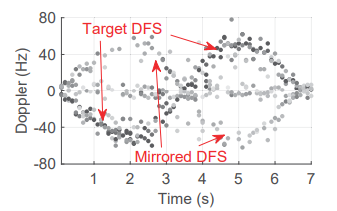 80
Target DFS
40
Doppler (Hz)
0
-40
Mirrored DFS
-80
1 2 3 4 5 6 7
Time (s)